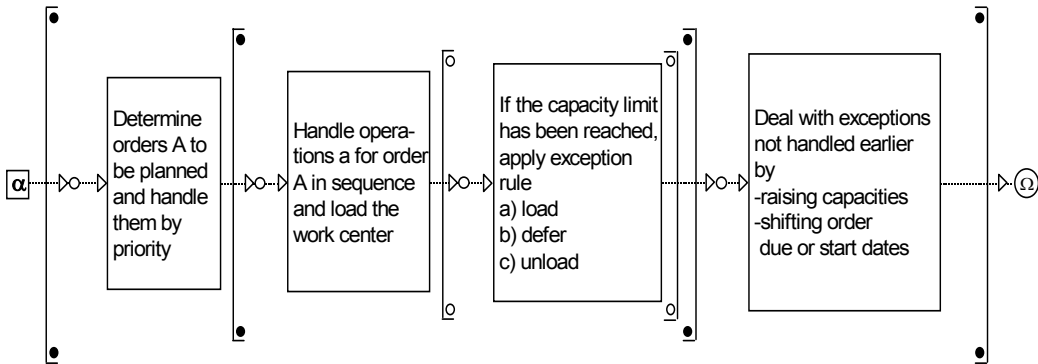 α
Determine
orders A to
be planned
and handle
them by
priority
Handle opera-
tions a for order
A in sequence
and load the
work center
If the capacity limit
has been reached,
apply exception
rule
a) load
b) defer
c) unload
Deal with exceptions
not handled earlier
by
-raising capacities
-shifting order
due or start dates
Ω